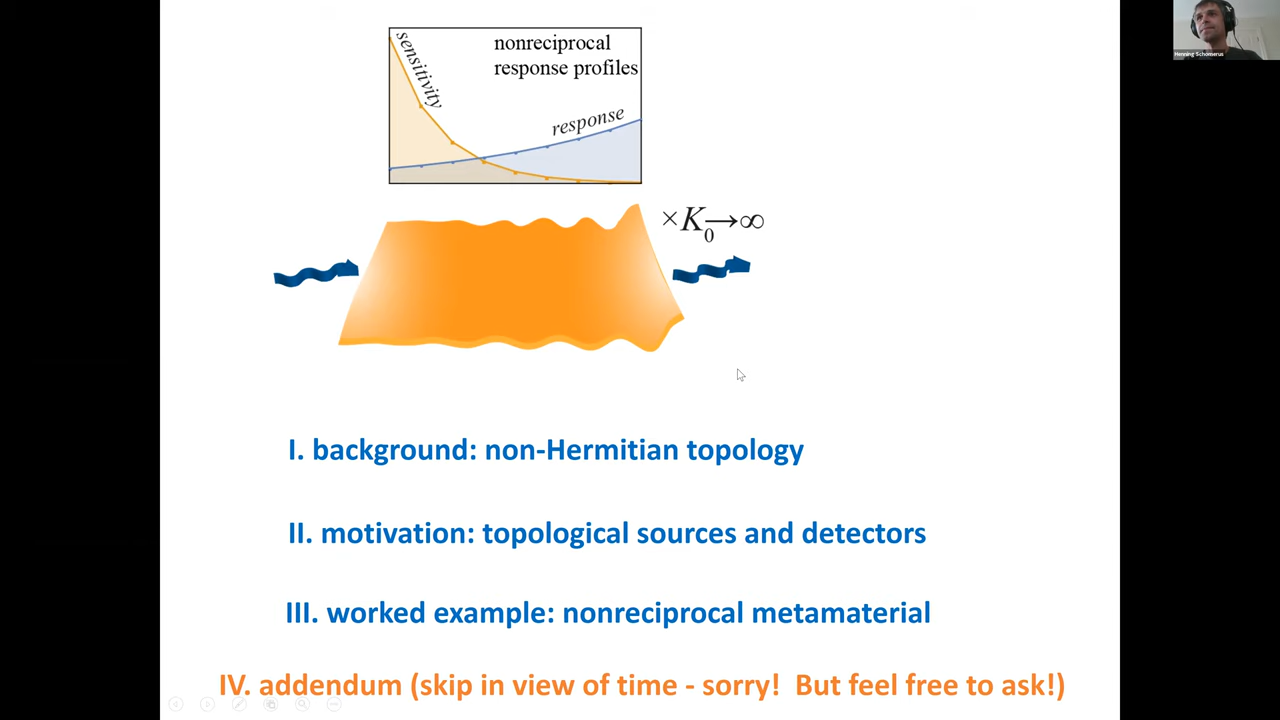 Henning Schomerus
sensitivity
nonreciprocal
response profiles
response
×K₀→∞
I. background: non-Hermitian topology
II. motivation: topological sources and detectors
III. worked example: nonreciprocal metamaterial
IV. addendum (skip in view of time - sorry! But feel free to ask!)